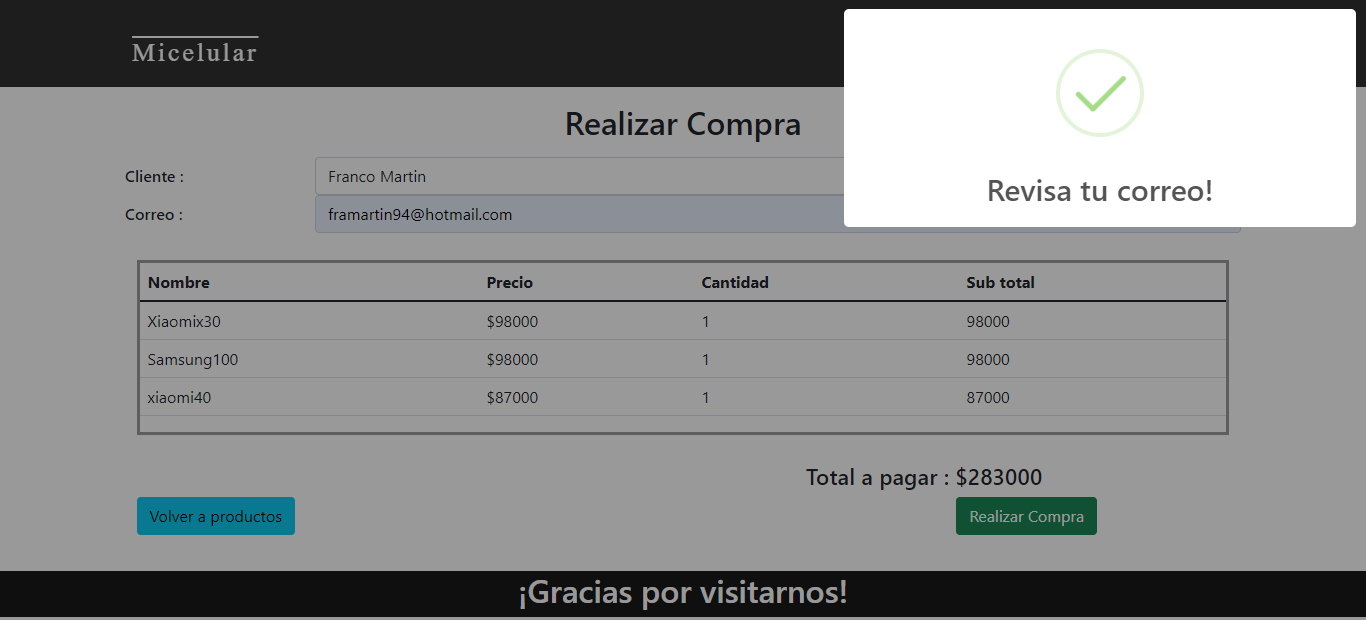 Micelular
Revisa tu correo!
Realizar Compra
Cliente : Franco Martin
Correo : framartin94@hotmail.com
Nombre Precio Cantidad Sub total
Xiaomix30 $98000 1 98000
Samsung100 $98000 1 98000
xiaomi40 $87000 1 87000
Total a pagar : $283000
Volver a productos Realizar Compra
¡Gracias por visitarnos!